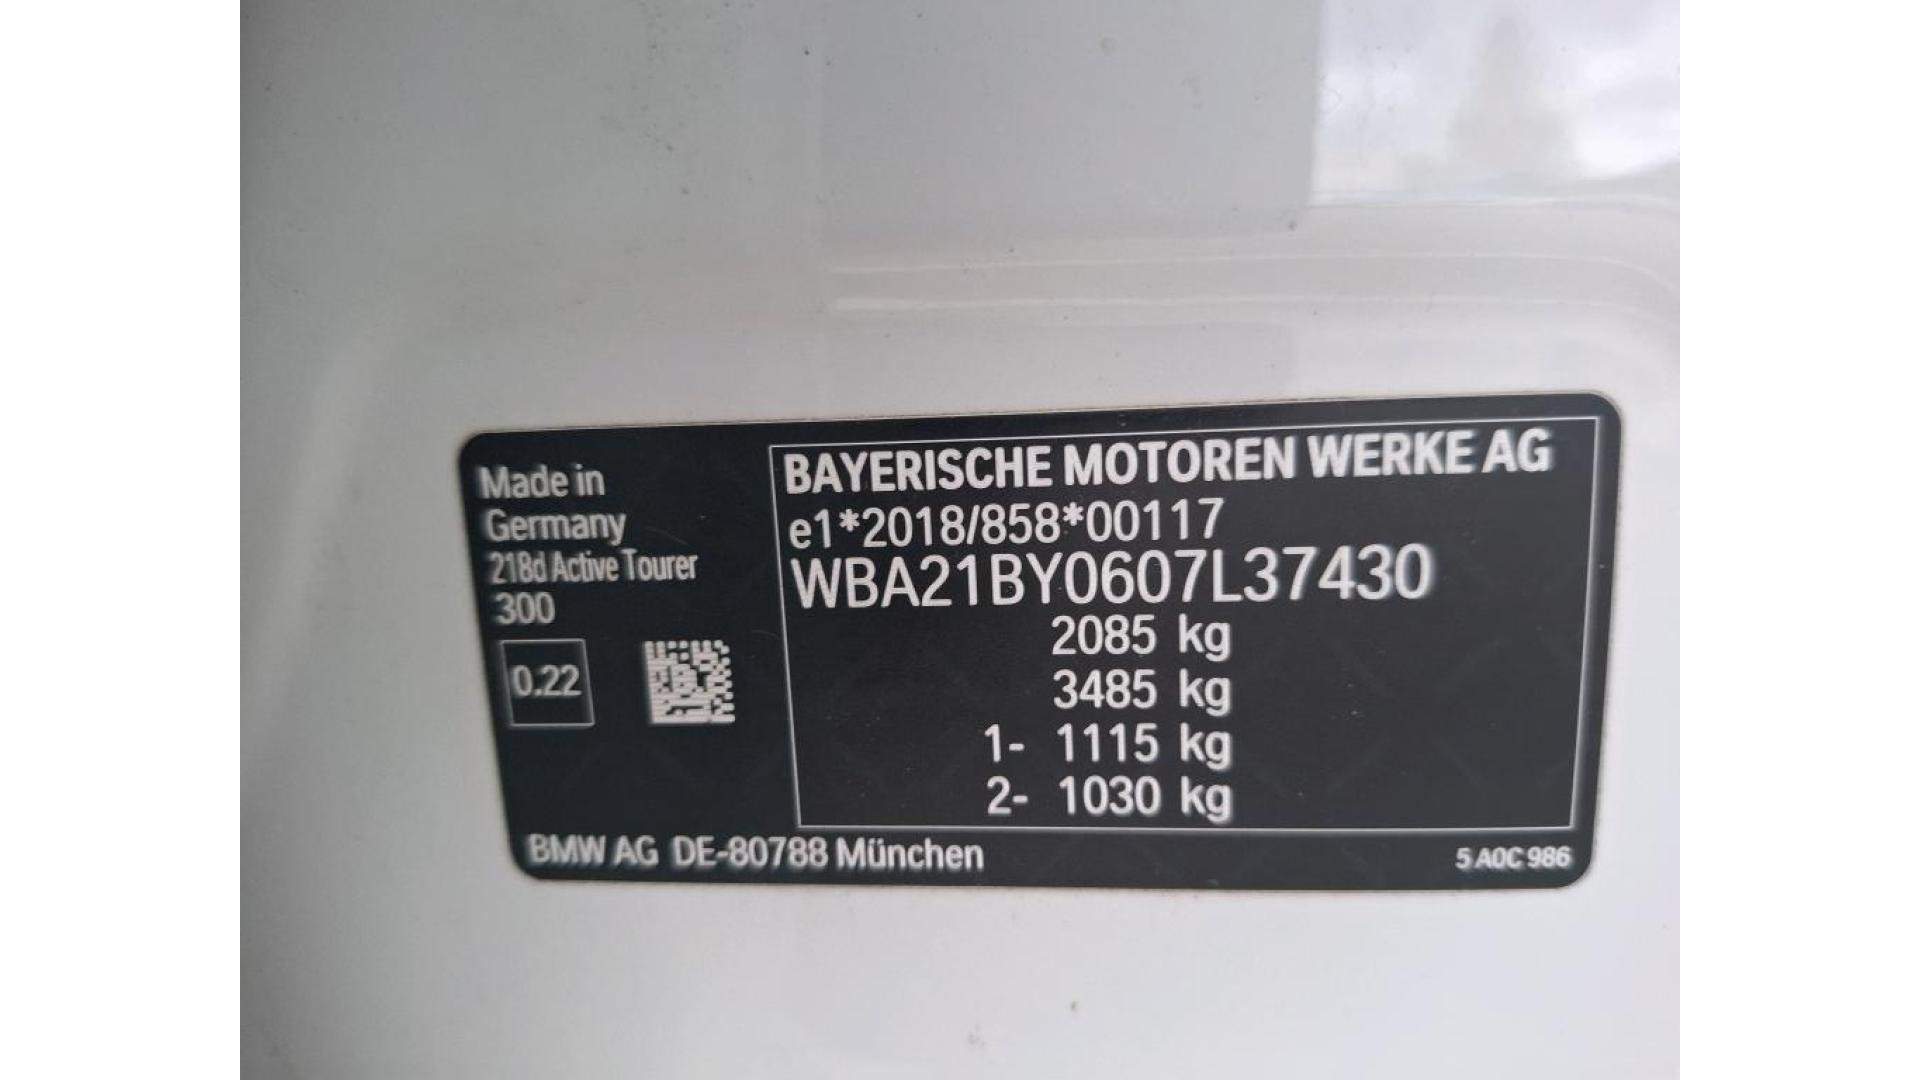 Made in
Germany
218d Active Tourer
300
0.22
BAYERISCHE MOTOREN WERKE AG
e1*2018/858*00117
WBA21BY0607L37430
2085 kg
3485 kg
1- 1115 kg
2- 1030 kg
BMW AG DE-80788 München
5 A0C 986